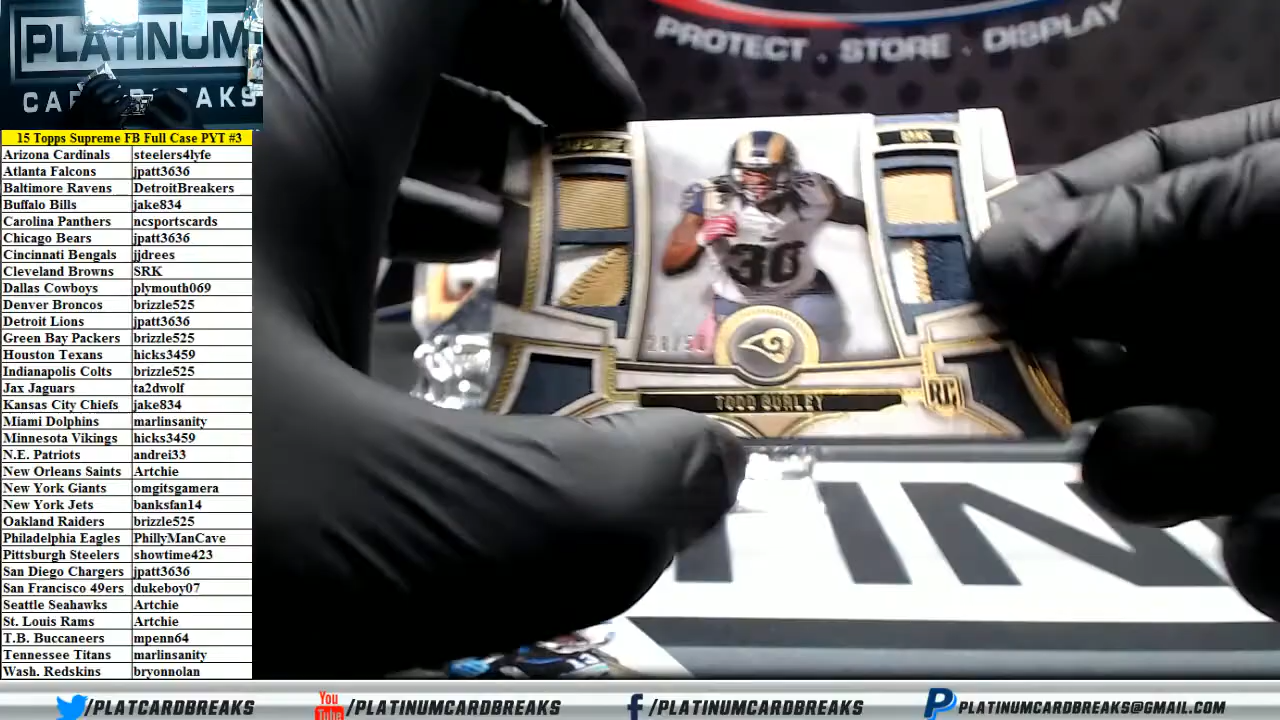 PLATINUM
PROTECT . STORE . DISPLAY
15 Topps Supreme FB Full Case PYT #3
Arizona Cardinals steelers4lyfe
Atlanta Falcons jpatt3636
Baltimore Ravens DetroitBreakers
Buffalo Bills jake834
Carolina Panthers ncsportscards
Chicago Bears jpatt3636
Cincinnati Bengals jjdrees
Cleveland Browns SRK
Dallas Cowboys plymouth069
Denver Broncos brizzle525
Detroit Lions jpatt3636
Green Bay Packers brizzle525
Houston Texans hicks3459
Indianapolis Colts brizzle525
Jax Jaguars ta2dwolf
Kansas City Chiefs jake834
Miami Dolphins marlinsanity
Minnesota Vikings hicks3459
N.E. Patriots andrei33
New Orleans Saints Artchie
New York Giants omgitsgamera
New York Jets banksfan14
Oakland Raiders brizzle525
Philadelphia Eagles PhillyManCave
Pittsburgh Steelers showtime423
San Diego Chargers jpatt3636
San Francisco 49ers dukeboy07
Seattle Seahawks Artchie
St. Louis Rams Artchie
T.B. Buccaneers mpenn64
Tennessee Titans marlinsanity
Wash. Redskins bryonnolan
RAMS
30
TODD GURLEY
RC
IN
/PLATCARDBREAKS
You Tube /PLATINUMCARDBREAKS
/PLATINUMCARDBREAKS
PLATINUMCARDBREAKS@GMAIL.COM